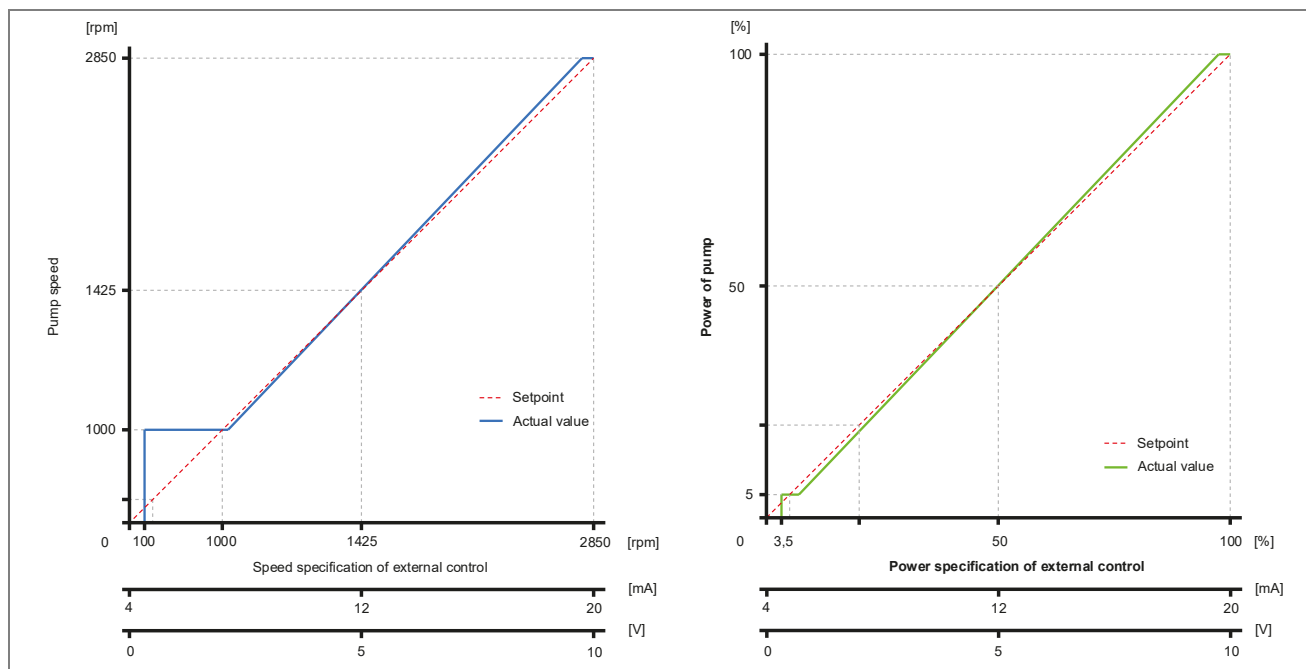 [rpm]
2850
1425
1000
Pump speed
Setpoint
Actual value
0 100 1000 1425 2850 [rpm]
Speed specification of external control
[mA]
4 12 20
[V]
0 5 10
[%]
100
50
5
Power of pump
Setpoint
Actual value
0 3,5 50 100 [%]
Power specification of external control
[mA]
4 12 20
[V]
0 5 10